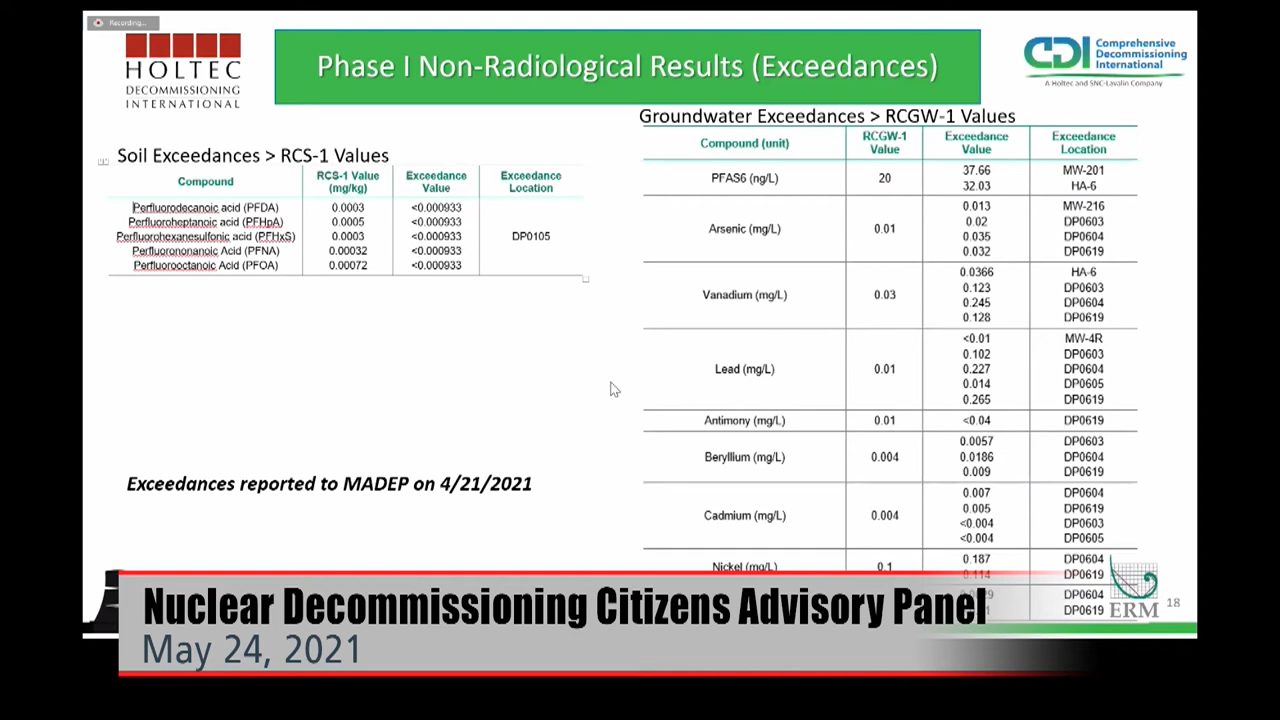 Recording...
HOLTEC
DECOMMISSIONING
INTERNATIONAL
Phase I Non-Radiological Results (Exceedances)
CDI Comprehensive
Decommissioning
International
A Holtec and SNC-Lavalin Company
Soil Exceedances > RCS-1 Values
Compound RCS-1 Value (mg/kg) Exceedance Value Exceedance Location
Perfluorodecanoic acid (PFDA) 0.0003 <0.000933
Perfluoroheptanoic acid (PFHpA) 0.0005 <0.000933
Perfluorohexanesulfonic acid (PFHxS) 0.0003 <0.000933 DP0105
Perfluorononanoic Acid (PFNA) 0.00032 <0.000933
Perfluorooctanoic Acid (PFOA) 0.00072 <0.000933
Exceedances reported to MADEP on 4/21/2021
Groundwater Exceedances > RCGW-1 Values
Compound (unit) RCGW-1 Value Exceedance Value Exceedance Location
PFAS6 (ng/L) 20 37.66 MW-201
32.03 HA-6
Arsenic (mg/L) 0.01 0.013 MW-216
0.02 DP0603
0.035 DP0604
0.032 DP0619
Vanadium (mg/L) 0.03 0.0366 HA-6
0.123 DP0603
0.245 DP0604
0.128 DP0619
Lead (mg/L) 0.01 <0.01 MW-4R
0.102 DP0603
0.227 DP0604
0.014 DP0605
0.265 DP0619
Antimony (mg/L) 0.01 <0.04 DP0619
Beryllium (mg/L) 0.004 0.0057 DP0603
0.0186 DP0604
0.009 DP0619
Cadmium (mg/L) 0.004 0.007 DP0604
0.005 DP0619
<0.004 DP0603
<0.004 DP0605
Nickel (mg/L) 0.1 0.187 DP0604
0.114 DP0619
DP0604
DP0619
ERM
18
Nuclear Decommissioning Citizens Advisory Panel
May 24, 2021